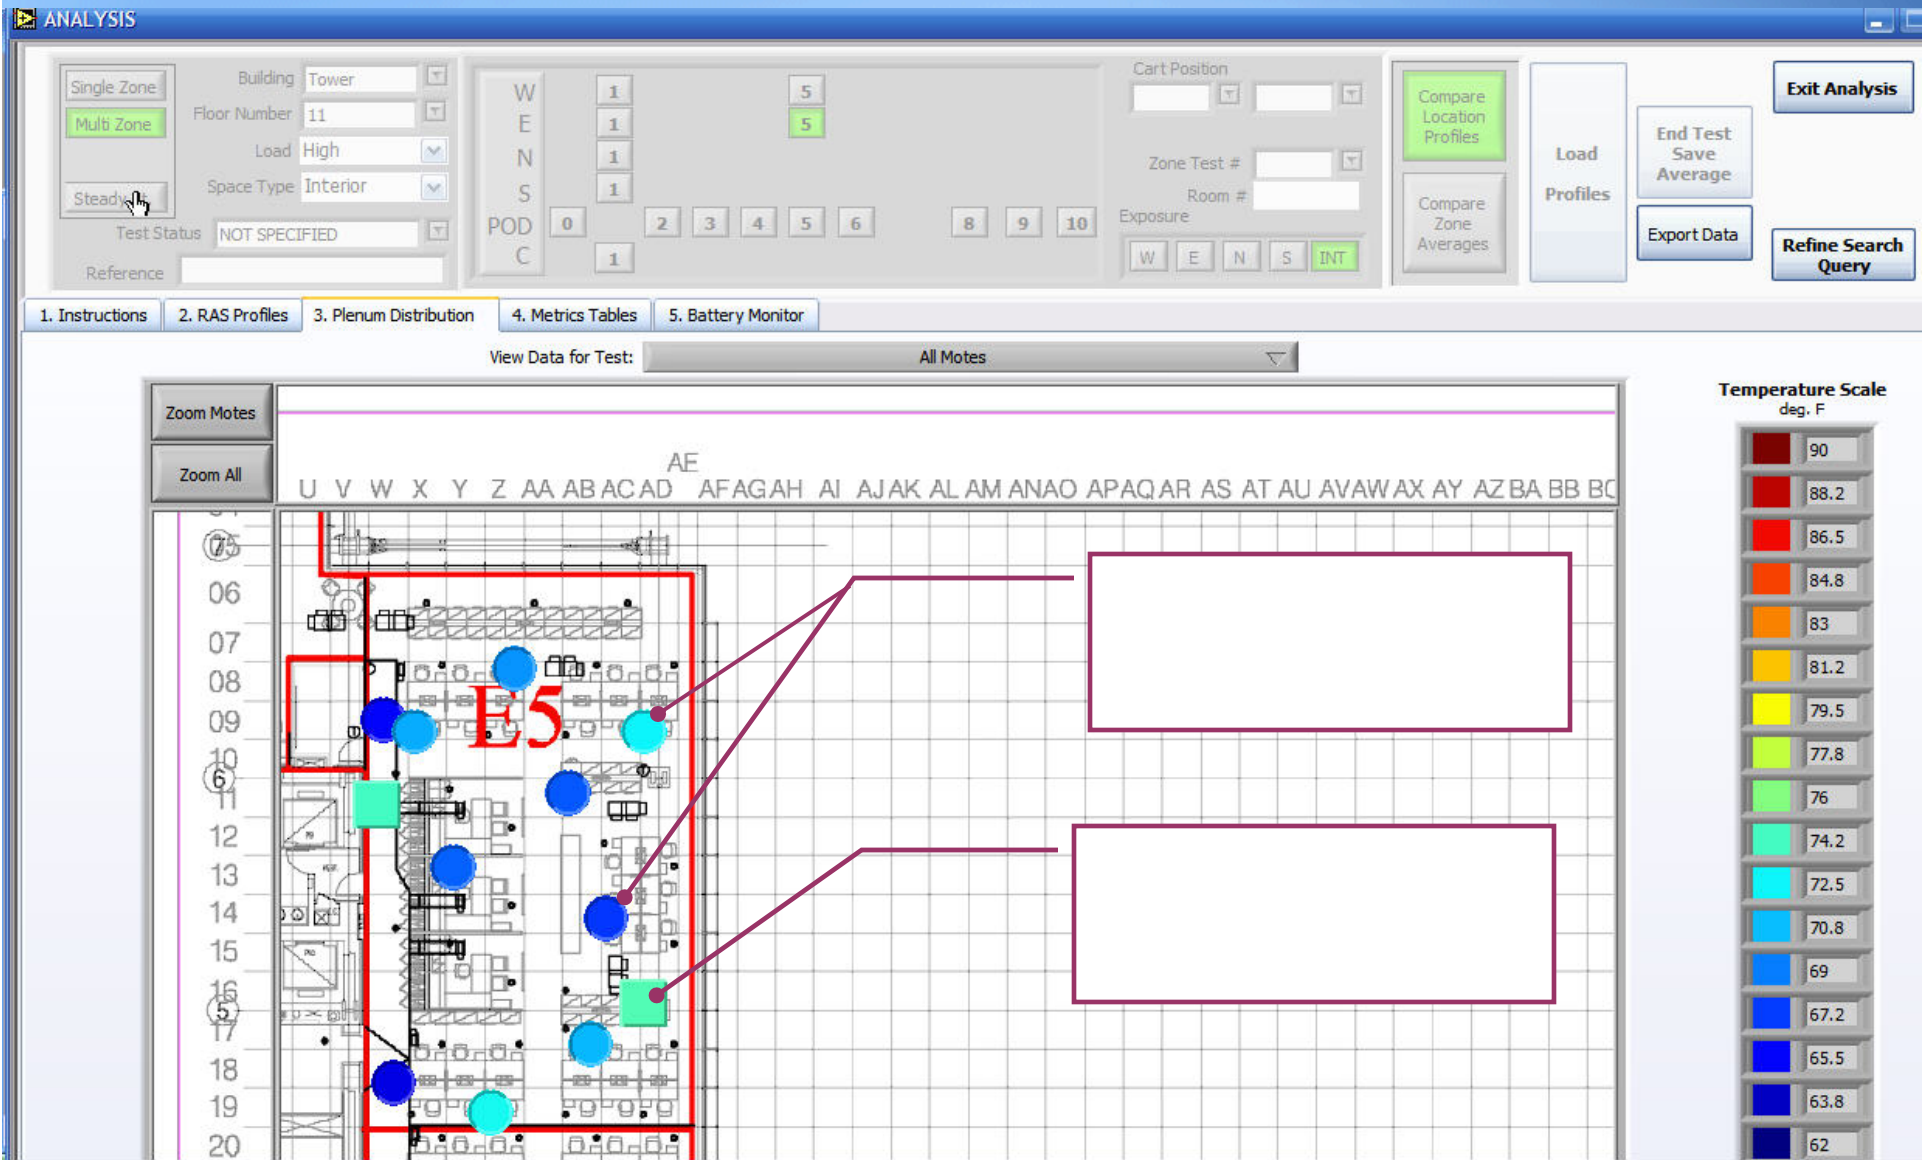 ANALYSIS
Single Zone
Multi Zone
Building Tower
Floor Number 11
Load High
Space Type Interior
Test Status NOT SPECIFIED
Reference
W 1 5
E 1 5
N 1
S 1
POD 0 2 3 4 5 6 8 9 10
C 1
Cart Position
Zone Test #
Room #
Exposure
W E N S INT
Compare
Location
Profiles
Compare
Zone
Averages
Load
Profiles
End Test
Save
Average
Export Data
Exit Analysis
Refine Search
Query
1. Instructions 2. RAS Profiles 3. Plenum Distribution 4. Metrics Tables 5. Battery Monitor
View Data for Test: All Motes
Zoom Motes
Zoom All
AE
U V W X Y Z AA AB AC AD AF AG AH AI AJ AK AL AM AN AO AP AQ AR AS AT AU AV AW AX AY AZ BA BB
7
06
07
08
09
10
6
11
12
13
14
15
16
5
17
18
19
20
E5
Temperature Scale
deg. F
90
88.2
86.5
84.8
83
81.2
79.5
77.8
76
74.2
72.5
70.8
69
67.2
65.5
63.8
62